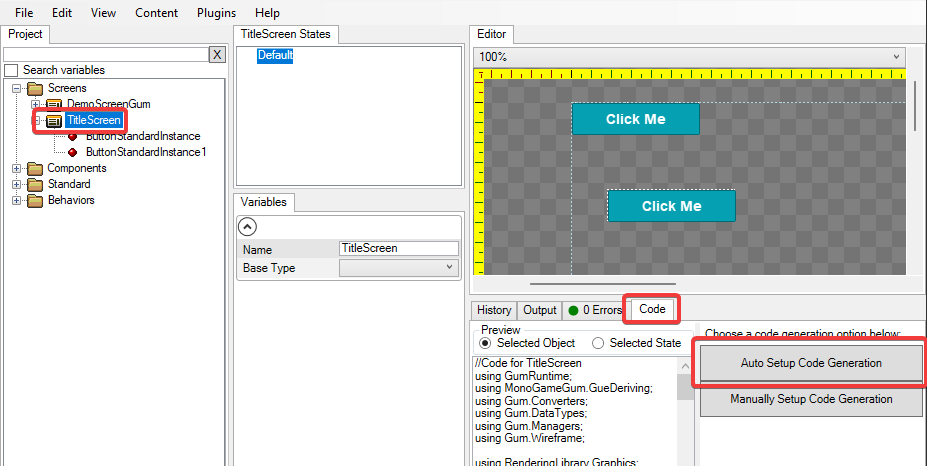 File Edit View Content Plugins Help
Project
X
Search variables
Screens
DemoScreenGum
TitleScreen
ButtonStandardInstance
ButtonStandardInstance1
Components
Standard
Behaviors
TitleScreen States
Default
Variables
Name TitleScreen
Base Type
Editor
100%
Click Me
Click Me
History Output 0 Errors Code
Preview
Selected Object Selected State
//Code for TitleScreen
using GumRuntime;
using MonoGameGum.GueDeriving;
using Gum.Converters;
using Gum.DataTypes;
using Gum.Managers;
using Gum.Wireframe;
using RenderingLibrary.Graphics;
Choose a code generation option below:
Auto Setup Code Generation
Manually Setup Code Generation